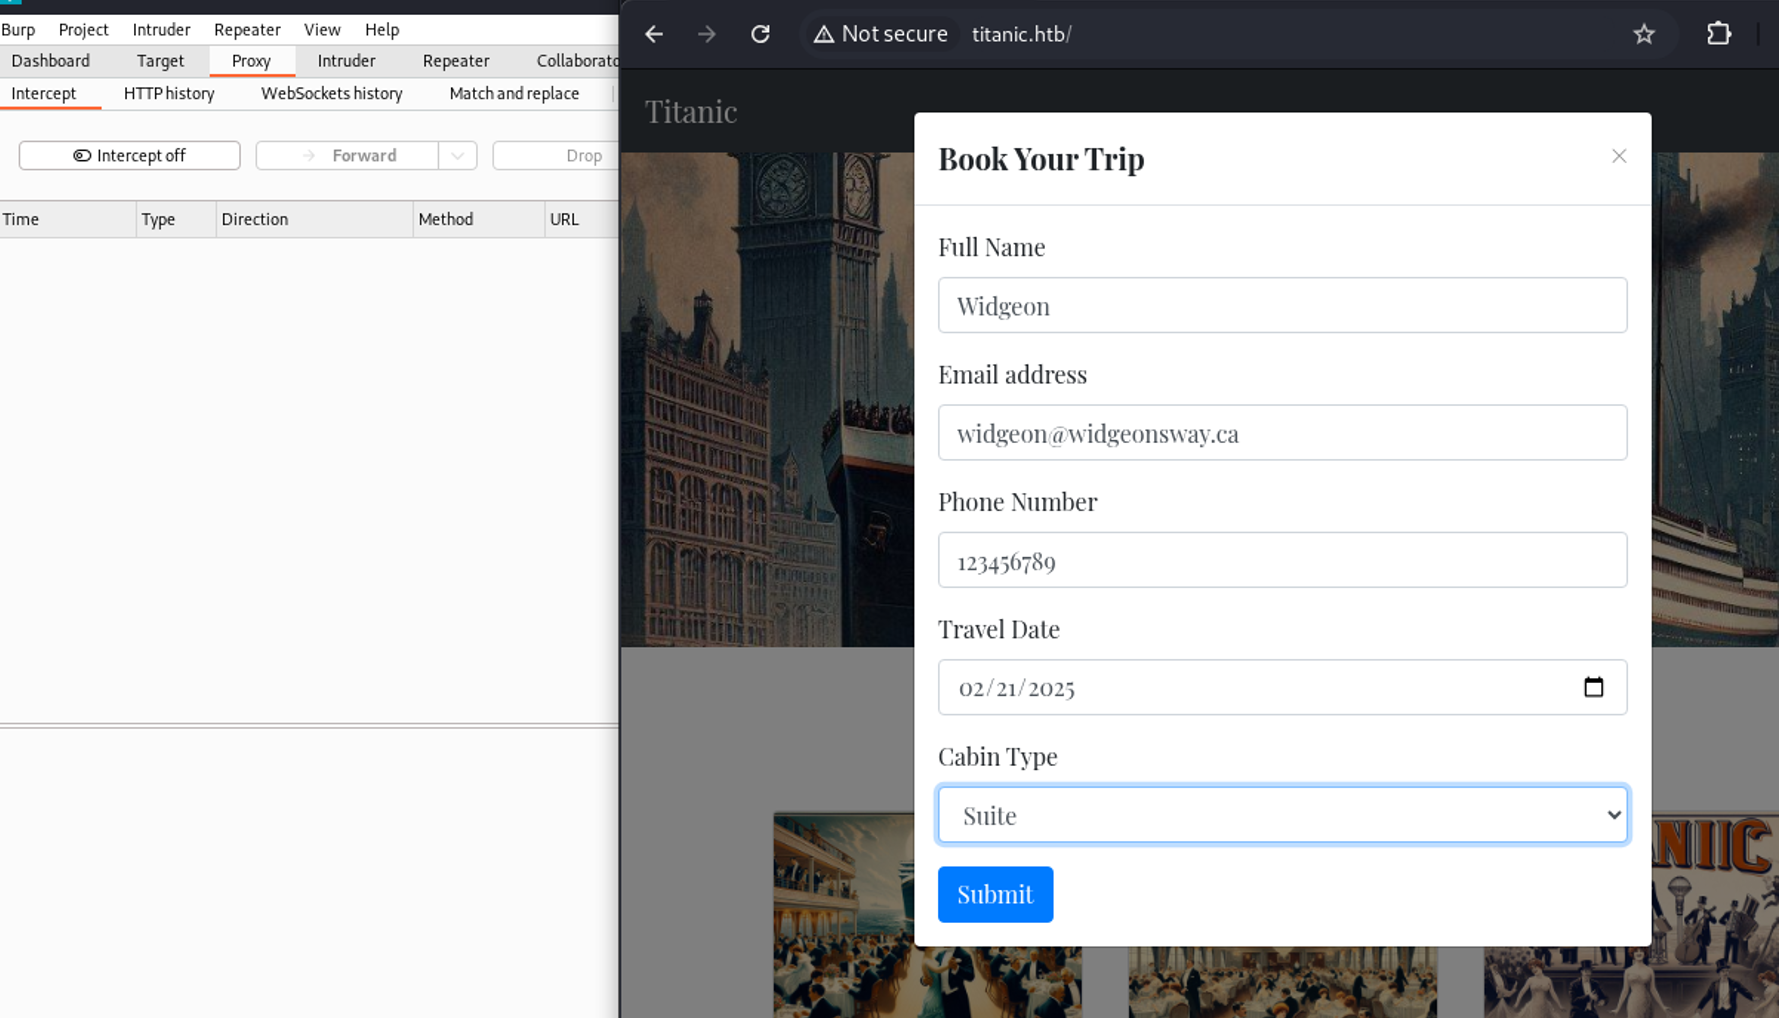 Burp Project Intruder Repeater View Help
Dashboard Target Proxy Intruder Repeater Collaborato
Intercept HTTP history WebSockets history Match and replace
Intercept off Forward Drop
Time Type Direction Method URL
Not secure titanic.htb/
Titanic
Book Your Trip
Full Name
Widgeon
Email address
widgeon@widgeonsway.ca
Phone Number
123456789
Travel Date
02/21/2025
Cabin Type
Suite
Submit
NIC